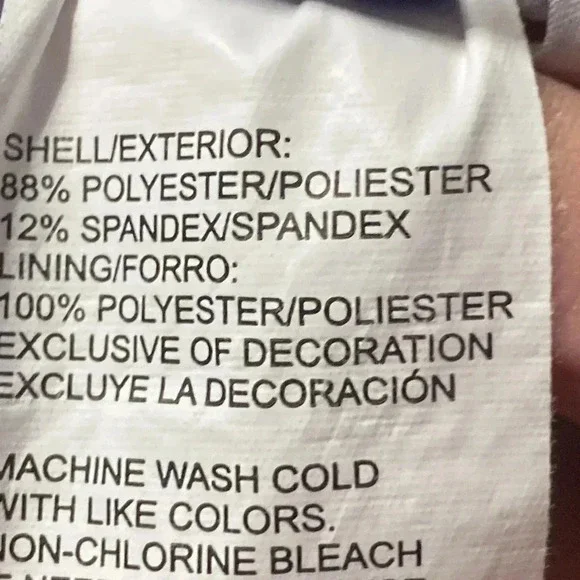 SHELL/EXTERIOR:
88% POLYESTER/POLIESTER
12% SPANDEX/SPANDEX
LINING/FORRO:
100% POLYESTER/POLIESTER
EXCLUSIVE OF DECORATION
EXCLUYE LA DECORACIÓN
MACHINE WASH COLD
WITH LIKE COLORS.
NON-CHLORINE BLEACH